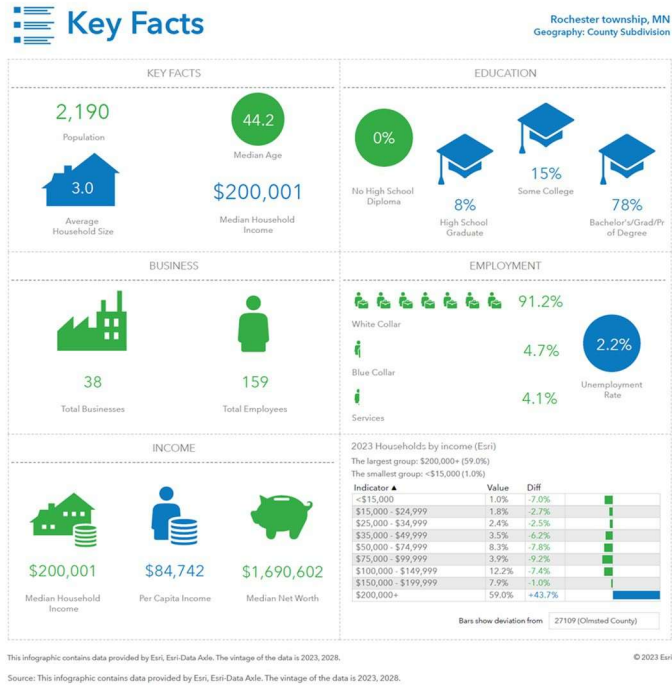 Key Facts
Rochester township, MN
Geography: County Subdivision
KEY FACTS
2,190
Population
44.2
Median Age
3.0
Average
Household Size
$200,001
Median Household
Income
EDUCATION
0%
No High School
Diploma
8%
High School
Graduate
15%
Some College
78%
Bachelor's/Grad/Pr
of Degree
BUSINESS
38
Total Businesses
159
Total Employees
EMPLOYMENT
91.2%
White Collar
4.7%
Blue Collar
4.1%
Services
2.2%
Unemployment
Rate
INCOME
$200,001
Median Household
Income
$84,742
Per Capita Income
$1,690,602
Median Net Worth
2023 Households by income (Esri)
The largest group: $200,000+ (59.0%)
The smallest group: <$15,000 (1.0%)
Indicator ▲ Value Diff
<$15,000 1.0% -7.0%
$15,000 - $24,999 1.8% -2.7%
$25,000 - $34,999 2.4% -2.5%
$35,000 - $49,999 3.5% -6.2%
$50,000 - $74,999 8.3% -7.8%
$75,000 - $99,999 3.9% -9.2%
$100,000 - $149,999 12.2% -7.4%
$150,000 - $199,999 7.9% -1.0%
$200,000+ 59.0% +43.7%
Bars show deviation from 27109 (Olmsted County)
This infographic contains data provided by Esri, Esri-Data Axle. The vintage of the data is 2023, 2028.
© 2023 Esri
Source: This infographic contains data provided by Esri, Esri-Data Axle. The vintage of the data is 2023, 2028.